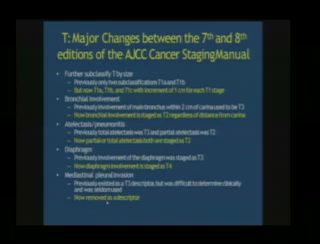 T: Major Changes between the 7th and 8th
editions of the AJCC Cancer StagingManual
• Further subclassify T by size
– Previously only two subclassifications T1a and T1b
– But now T1a, T1b, and T1c with increment of 1 cm for each T1 stage
• Bronchial involvement
– Previously involvement of main bronchus within 2 cm of carina used to be T3
– Now bronchial involvement is staged as T2 regardless of distance from carina
• Atelectasis/pneumonitis
– Previously total atelectasis was T3 and partial atelectasis was T2
– Now partial or total atelectasis both are staged as T2
• Diaphragm
– Previously involvement of the diaphragm was staged as T3
– Now diaphragm involvement is staged as T4
• Mediastinal pleural invasion
– Previously existed as a T3 descriptor, but was difficult to determine clinically
and was seldom used
– Now removed as a descriptor